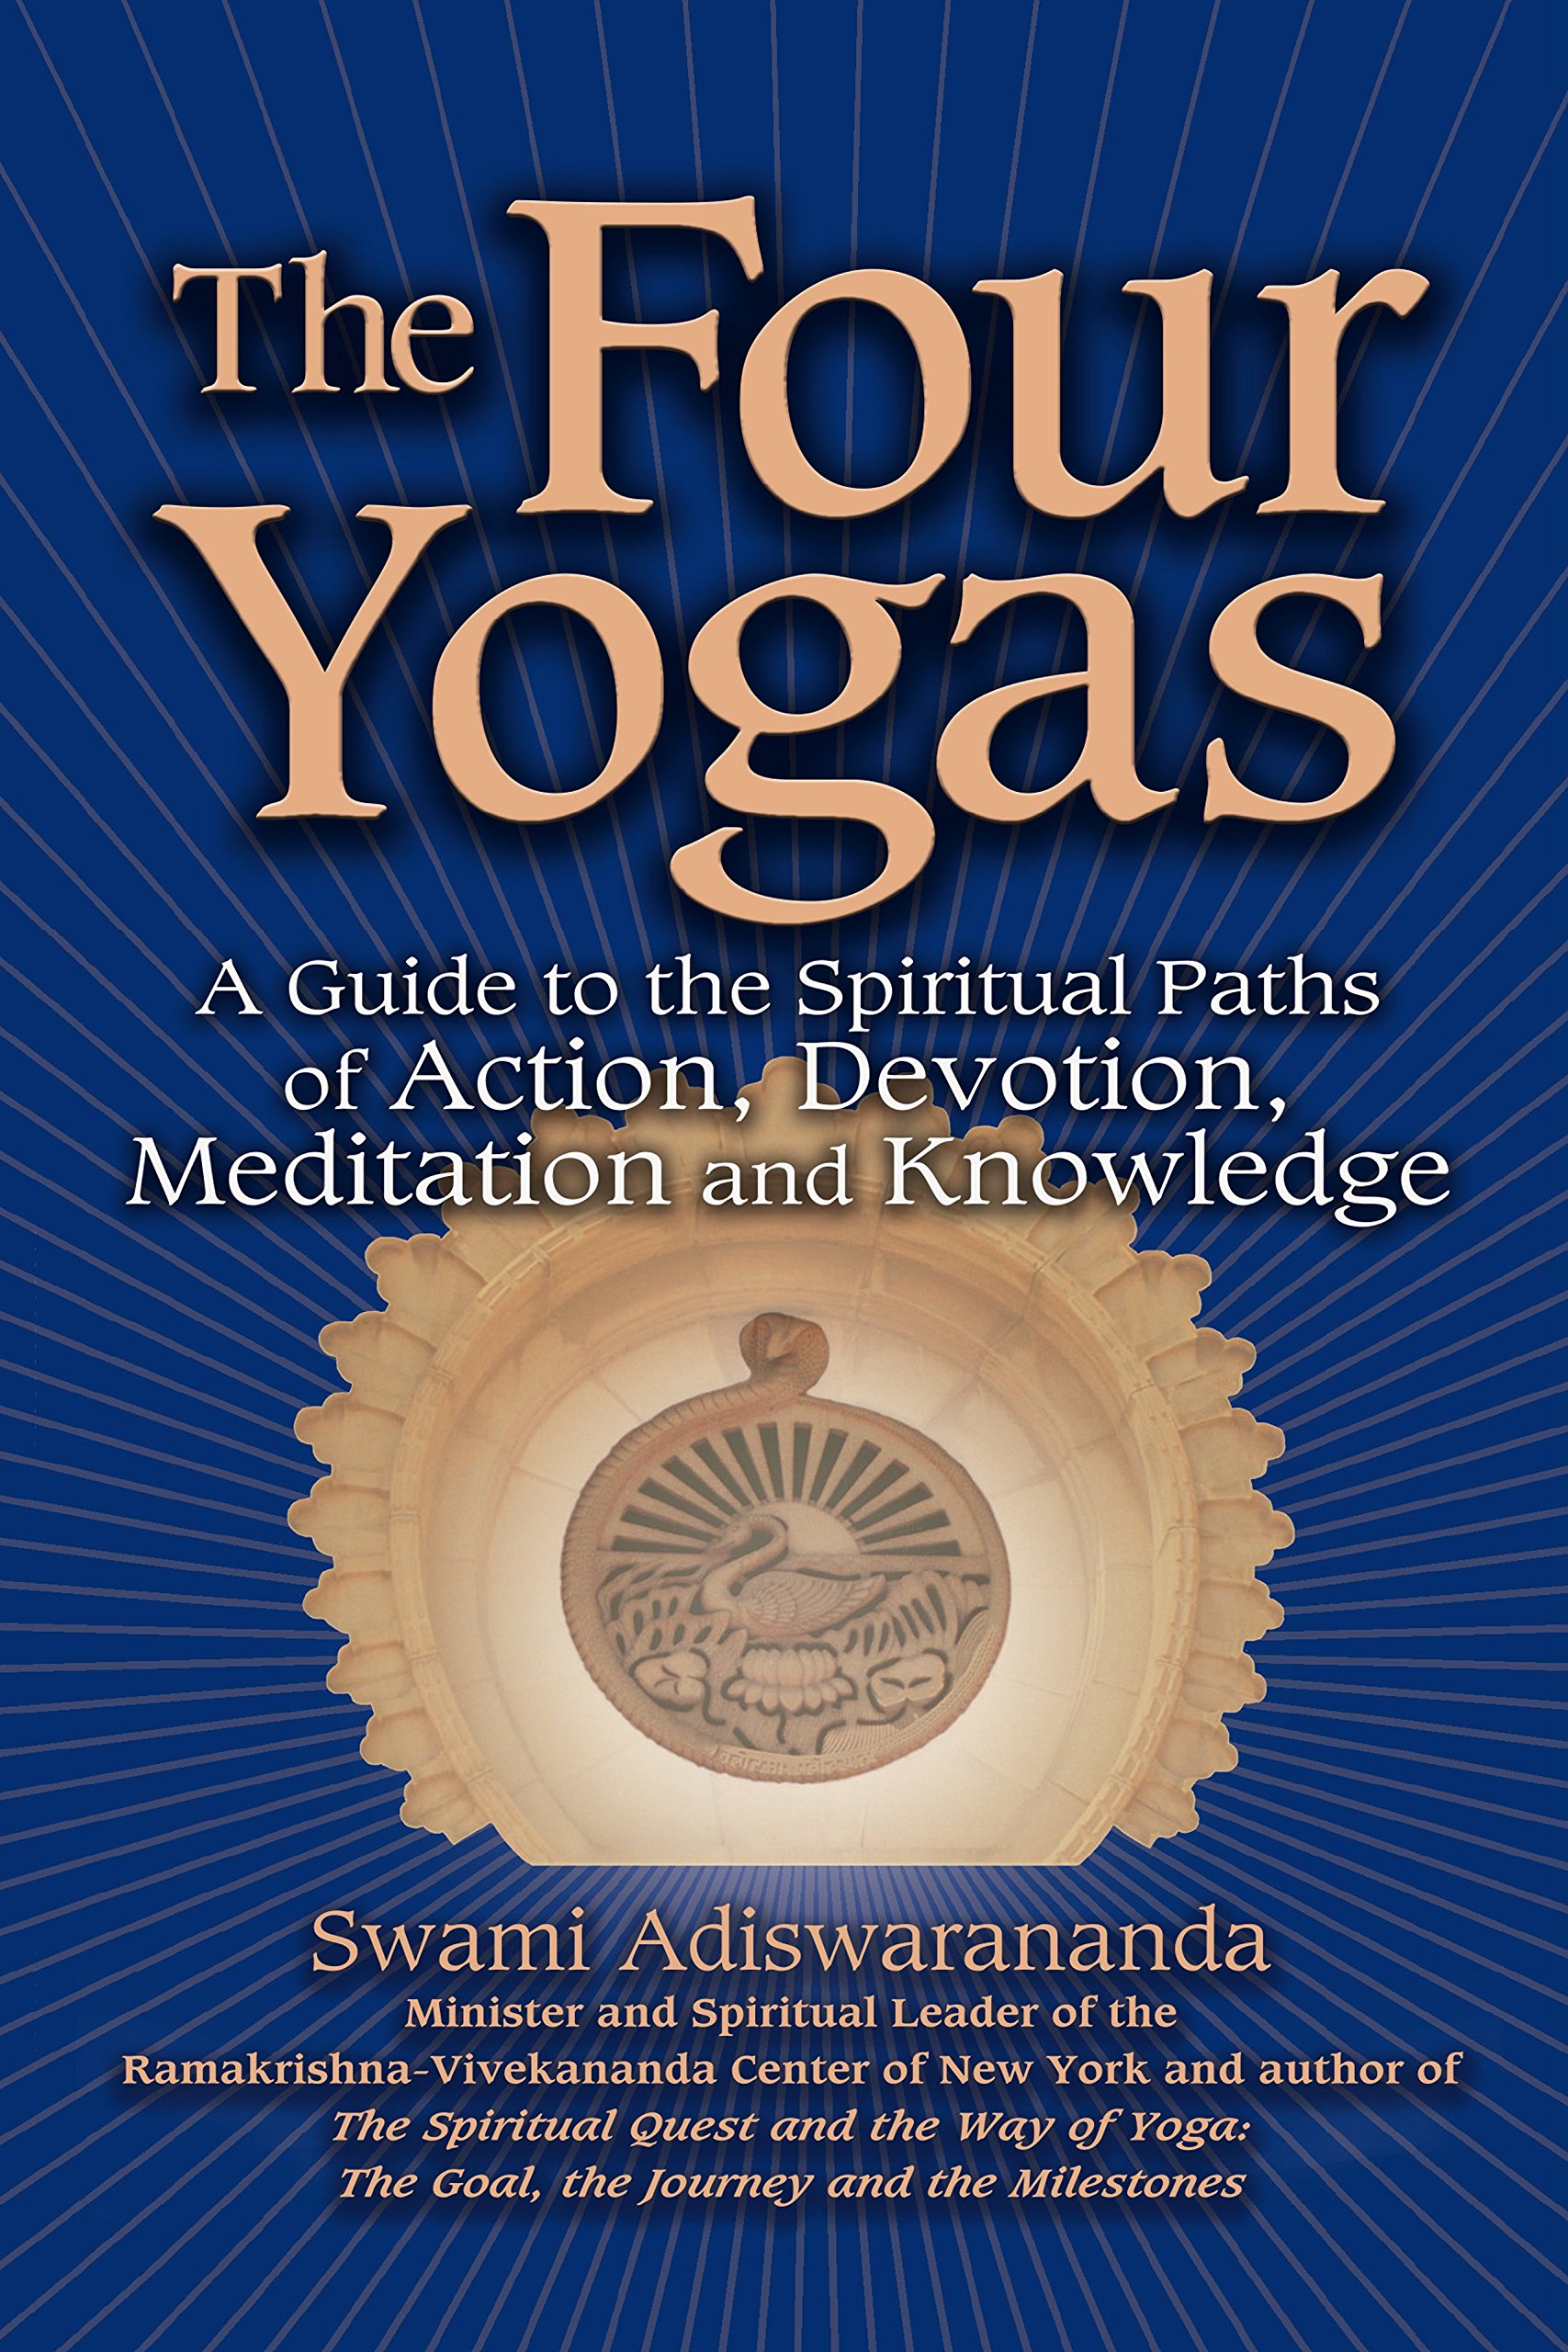 The Four
Yogas
A Guide to the Spiritual Paths
of Action, Devotion,
Meditation and Knowledge
Swami Adiswarananda
Minister and Spiritual Leader of the
Ramakrishna-Vivekananda Center of New York and author of
The Spiritual Quest and the Way of Yoga:
The Goal, the Journey and the Milestones